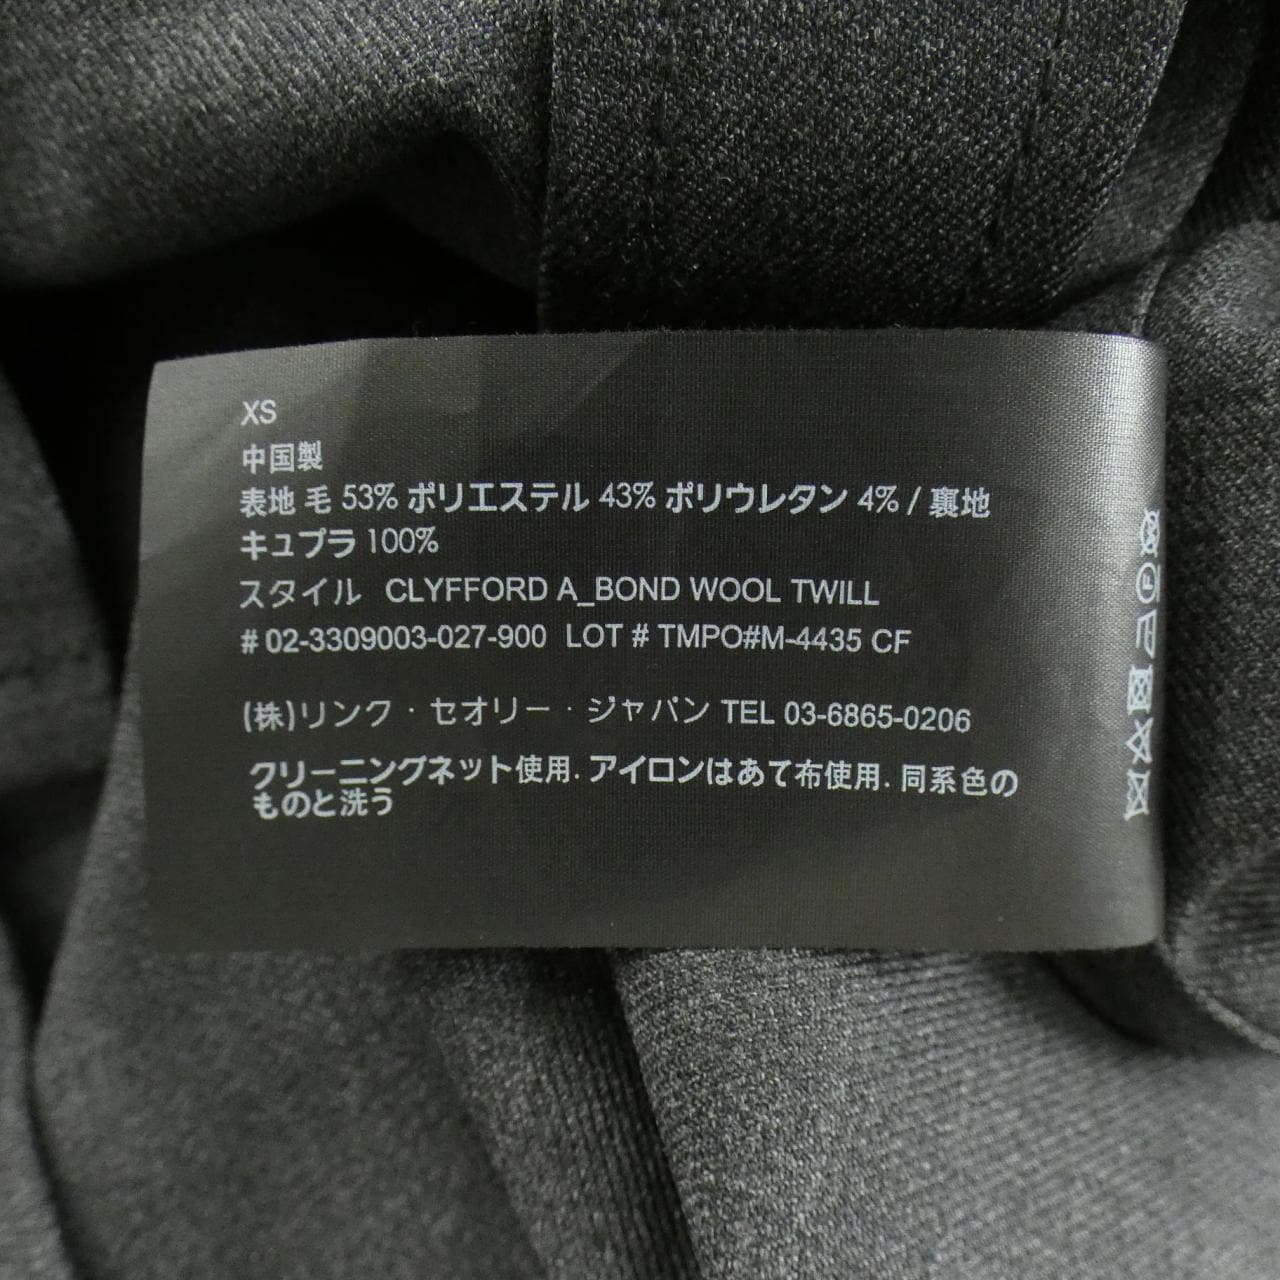 XS
中国製
表地 毛 53% ポリエステル 43% ポリウレタン 4% / 裏地
キュプラ 100%
スタイル CLYFFORD A_BOND WOOL TWILL
# 02-3309003-027-900 LOT # TMPO#M-4435 CF
(株)リンク・セオリー・ジャパン TEL 03-6865-0206
クリーニングネット使用. アイロンはあて布使用. 同系色の
ものと洗う